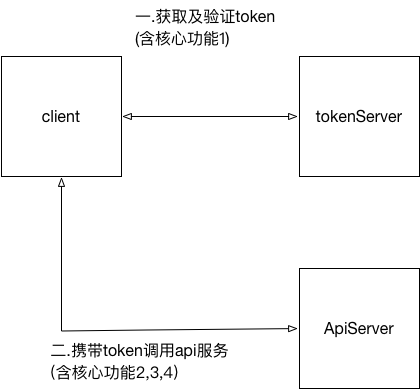 一.获取及验证token
(含核心功能1)
client
tokenServer
ApiServer
二.携带token调用api服务
(含核心功能2,3,4)